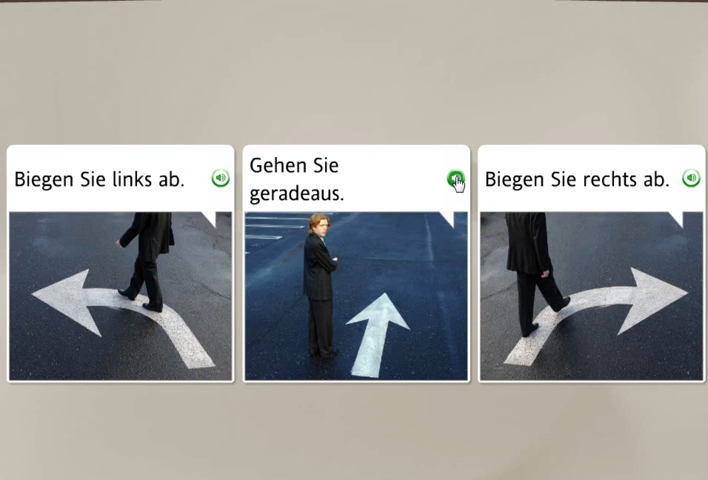 Biegen Sie links ab.
Gehen Sie
geradeaus.
Biegen Sie rechts ab.